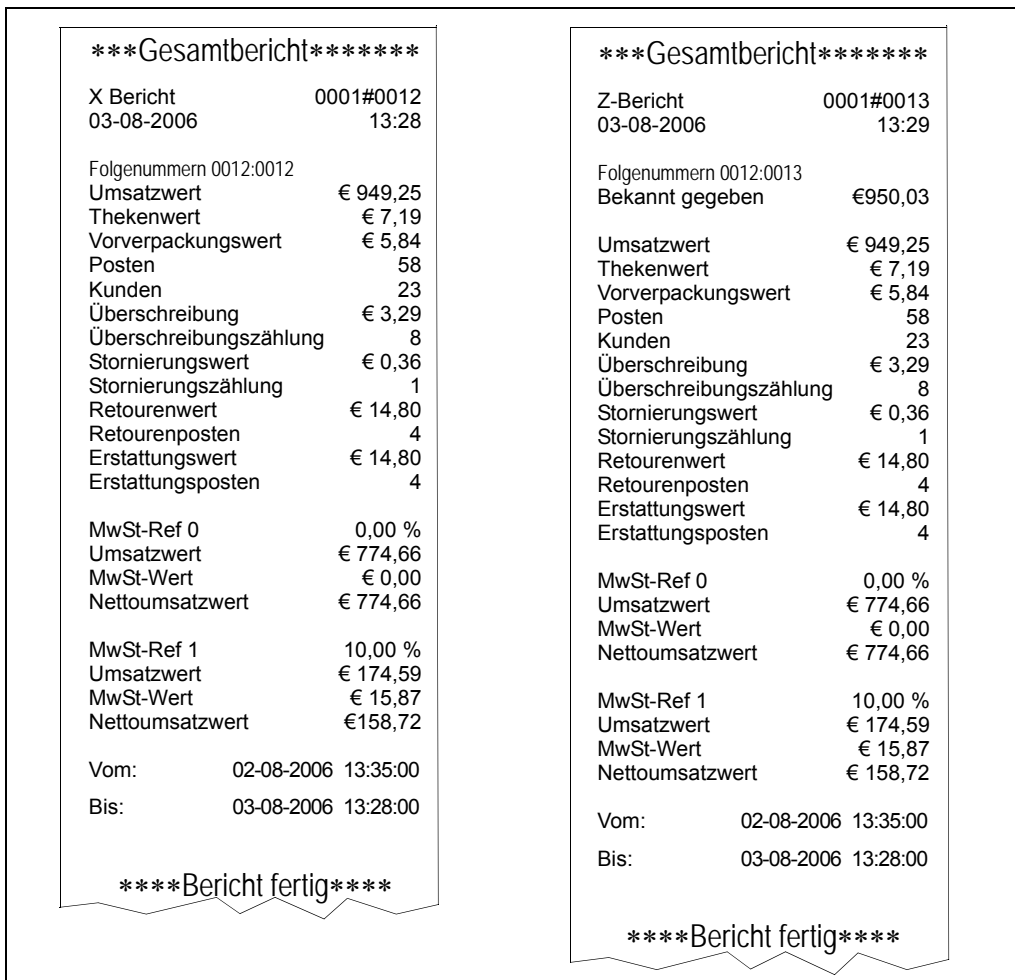 ***Gesamtbericht*******
X Bericht 0001#0012
03-08-2006 13:28
Folgenummern 0012:0012
Umsatzwert € 949,25
Thekenwert € 7,19
Vorverpackungswert € 5,84
Posten 58
Kunden 23
Überschreibung € 3,29
Überschreibungszählung 8
Stornierungswert € 0,36
Stornierungszählung 1
Retourenwert € 14,80
Retourenposten 4
Erstattungswert € 14,80
Erstattungsposten 4
MwSt-Ref 0 0,00 %
Umsatzwert € 774,66
MwSt-Wert € 0,00
Nettoumsatzwert € 774,66
MwSt-Ref 1 10,00 %
Umsatzwert € 174,59
MwSt-Wert € 15,87
Nettoumsatzwert €158,72
Vom: 02-08-2006 13:35:00
Bis: 03-08-2006 13:28:00
****Bericht fertig****
***Gesamtbericht*******
Z-Bericht 0001#0013
03-08-2006 13:29
Folgenummern 0012:0013
Bekannt gegeben €950,03
Umsatzwert € 949,25
Thekenwert € 7,19
Vorverpackungswert € 5,84
Posten 58
Kunden 23
Überschreibung € 3,29
Überschreibungszählung 8
Stornierungswert € 0,36
Stornierungszählung 1
Retourenwert € 14,80
Retourenposten 4
Erstattungswert € 14,80
Erstattungsposten 4
MwSt-Ref 0 0,00 %
Umsatzwert € 774,66
MwSt-Wert € 0,00
Nettoumsatzwert € 774,66
MwSt-Ref 1 10,00 %
Umsatzwert € 174,59
MwSt-Wert € 15,87
Nettoumsatzwert € 158,72
Vom: 02-08-2006 13:35:00
Bis: 03-08-2006 13:28:00
****Bericht fertig****